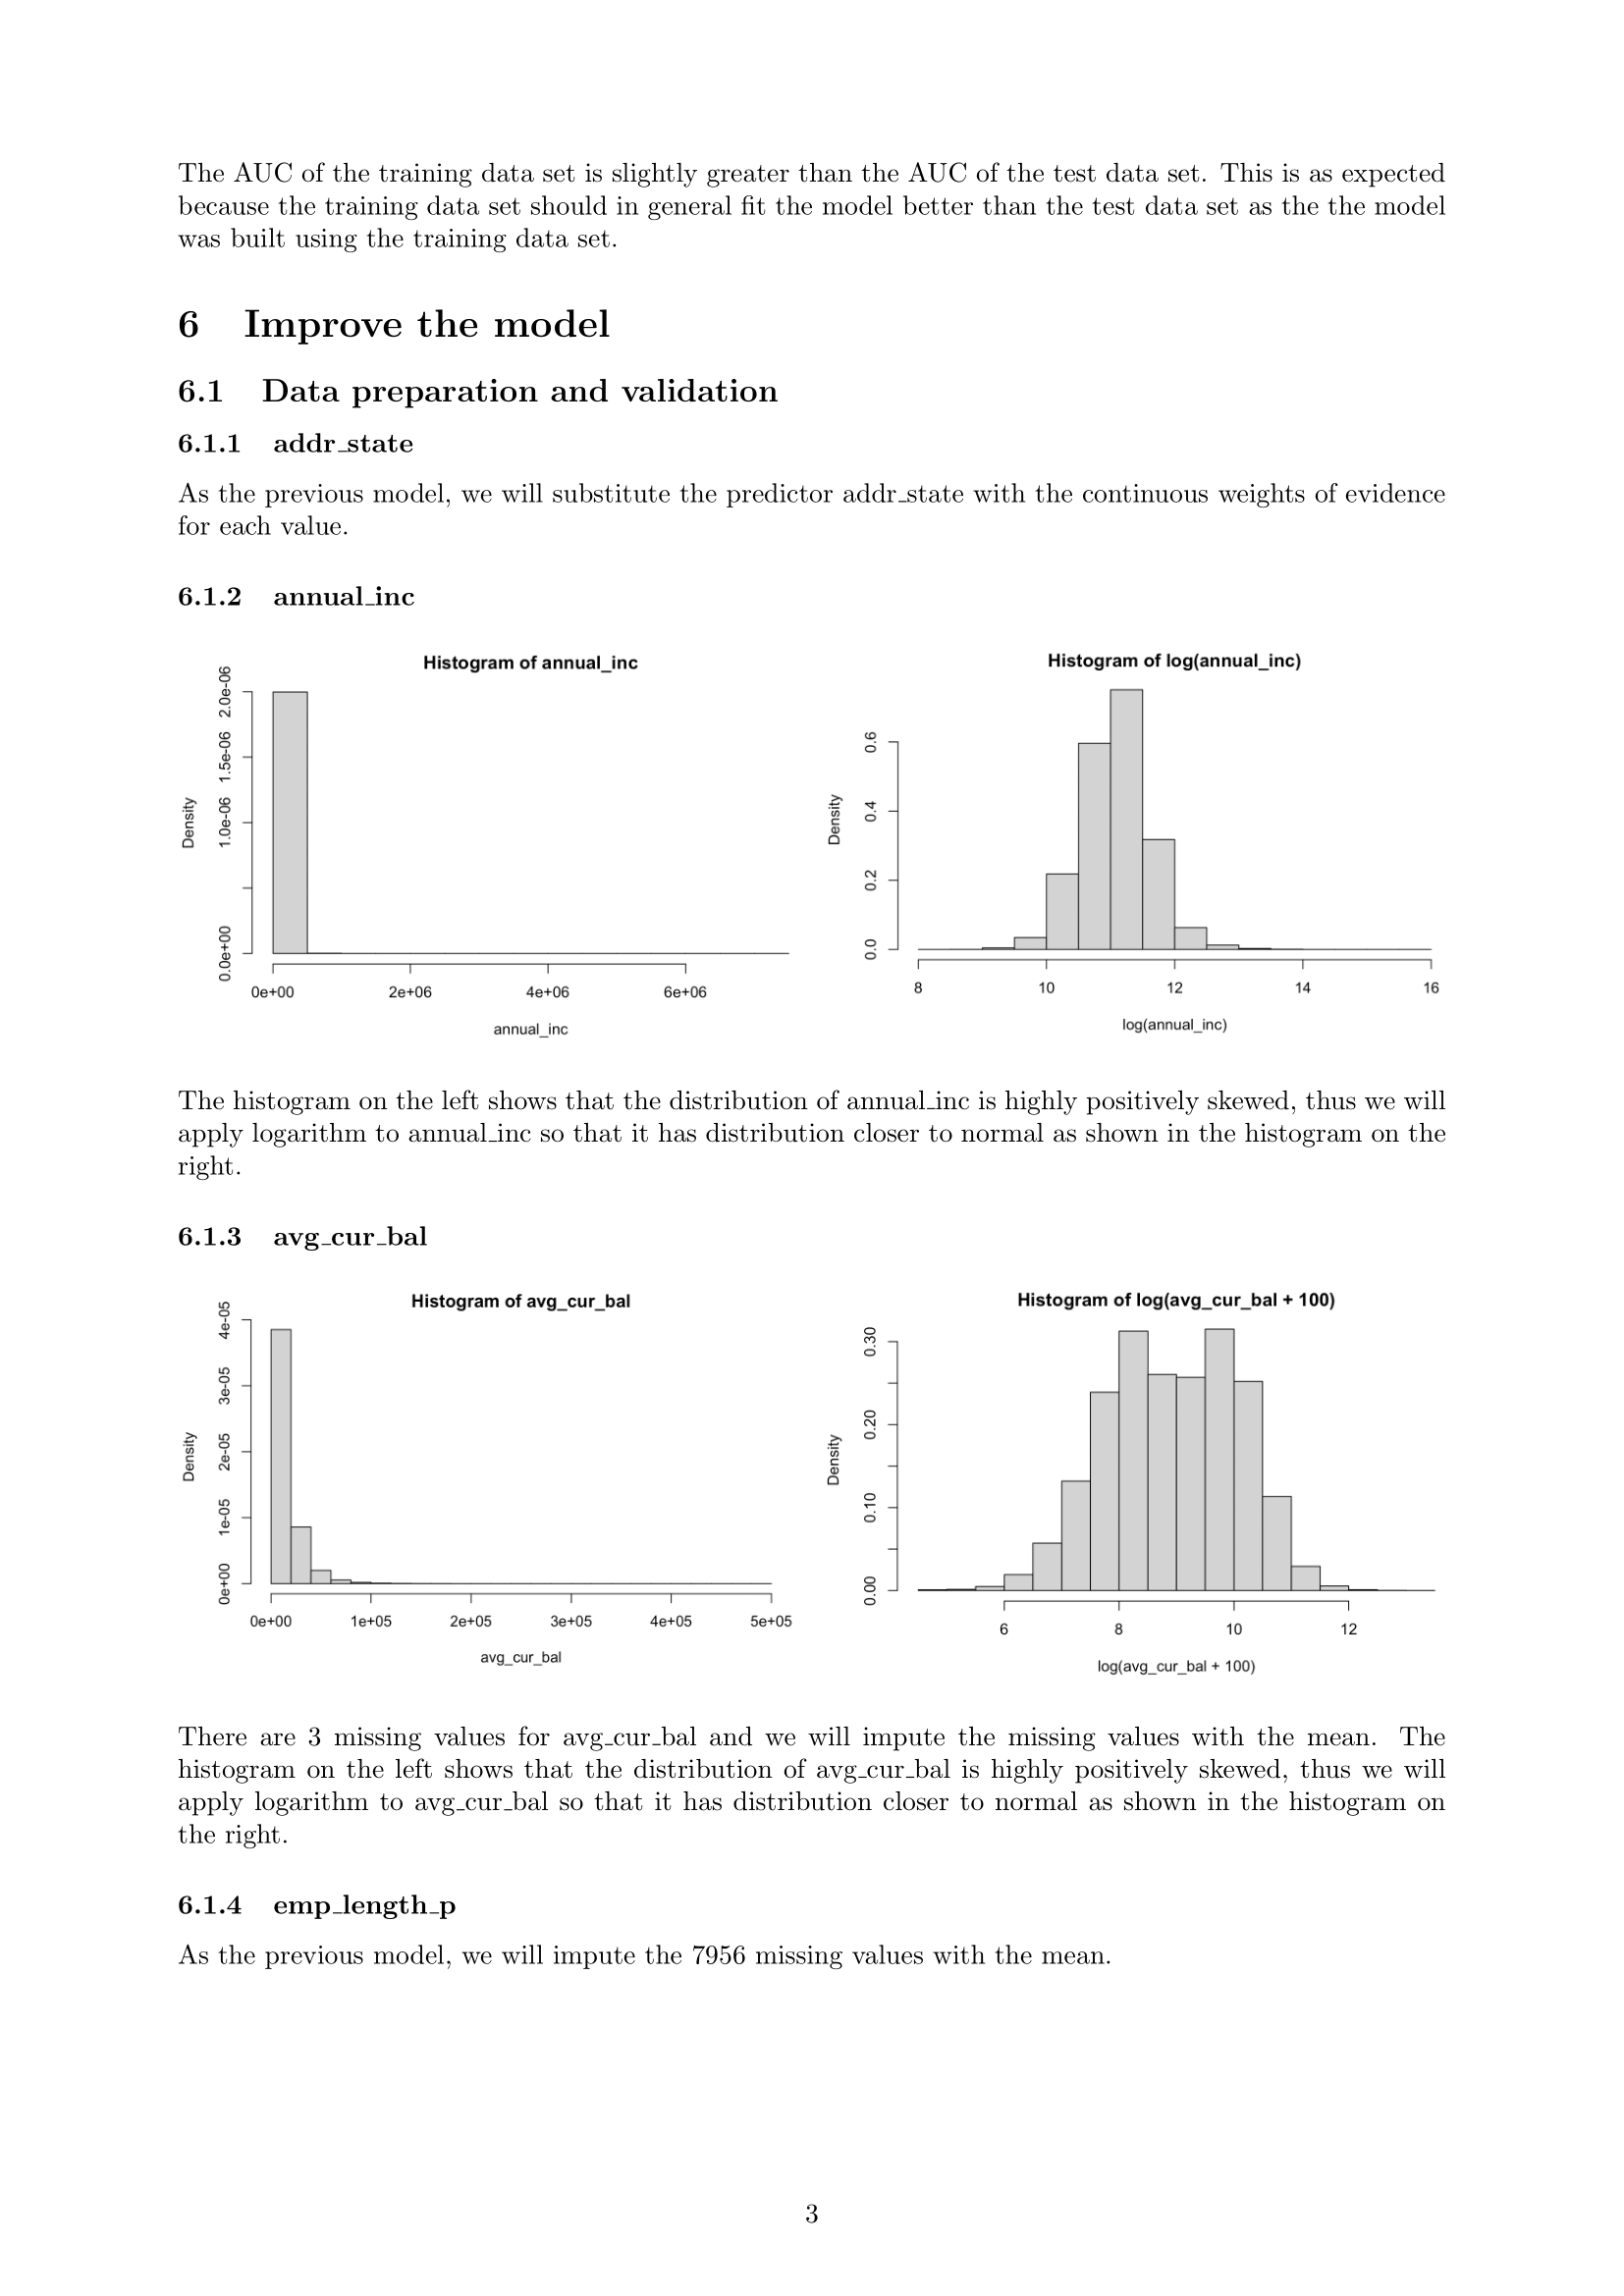 The AUC of the training data set is slightly greater than the AUC of the test data set. This is as expected
because the training data set should in general fit the model better than the test data set as the the model
was built using the training data set.
6 Improve the model
6.1 Data preparation and validation
6.1.1 addr_state
As the previous model, we will substitute the predictor addr_state with the continuous weights of evidence
for each value.
6.1.2 annual_inc
Histogram of annual_inc
Density
0.0e+00 1.0e-06 1.5e-06 2.0e-06
0e+00 2e+06 4e+06 6e+06
annual_inc
Histogram of log(annual_inc)
Density
0.0 0.2 0.4 0.6
8 10 12 14 16
log(annual_inc)
The histogram on the left shows that the distribution of annual_inc is highly positively skewed, thus we will
apply logarithm to annual_inc so that it has distribution closer to normal as shown in the histogram on the
right.
6.1.3 avg_cur_bal
Histogram of avg_cur_bal
Density
0e+00 1e-05 2e-05 3e-05 4e-05
0e+00 1e+05 2e+05 3e+05 4e+05 5e+05
avg_cur_bal
Histogram of log(avg_cur_bal + 100)
Density
0.00 0.10 0.20 0.30
6 8 10 12
log(avg_cur_bal + 100)
There are 3 missing values for avg_cur_bal and we will impute the missing values with the mean. The
histogram on the left shows that the distribution of avg_cur_bal is highly positively skewed, thus we will
apply logarithm to avg_cur_bal so that it has distribution closer to normal as shown in the histogram on
the right.
6.1.4 emp_length_p
As the previous model, we will impute the 7956 missing values with the mean.
3